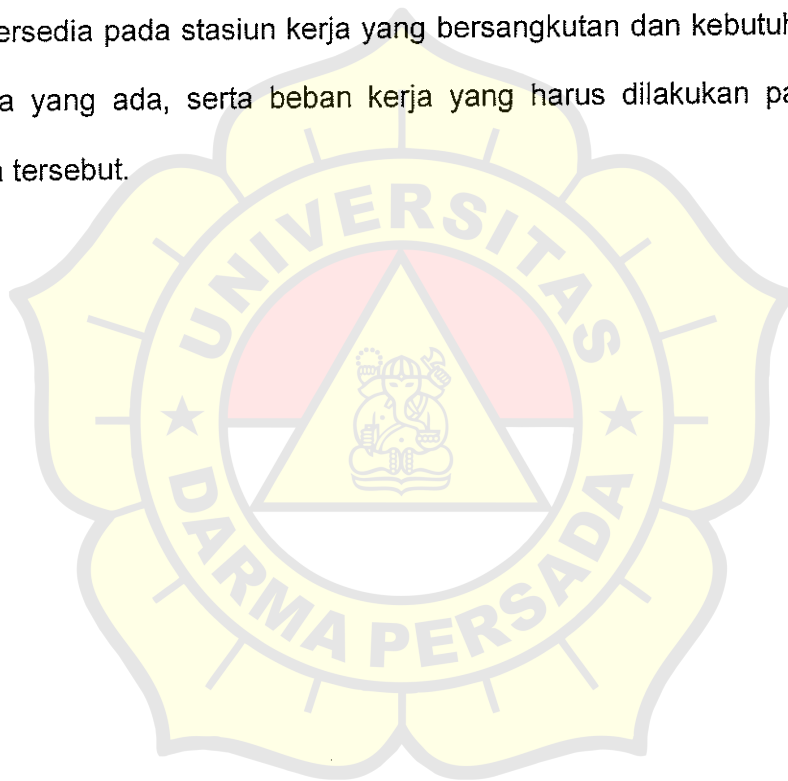 ersedia pada stasiun kerja yang bersangkutan dan kebutuh
a yang ada, serta beban kerja yang harus dilakukan pa
tersebut.
UNIVERSITAS
DARMA PERSADA